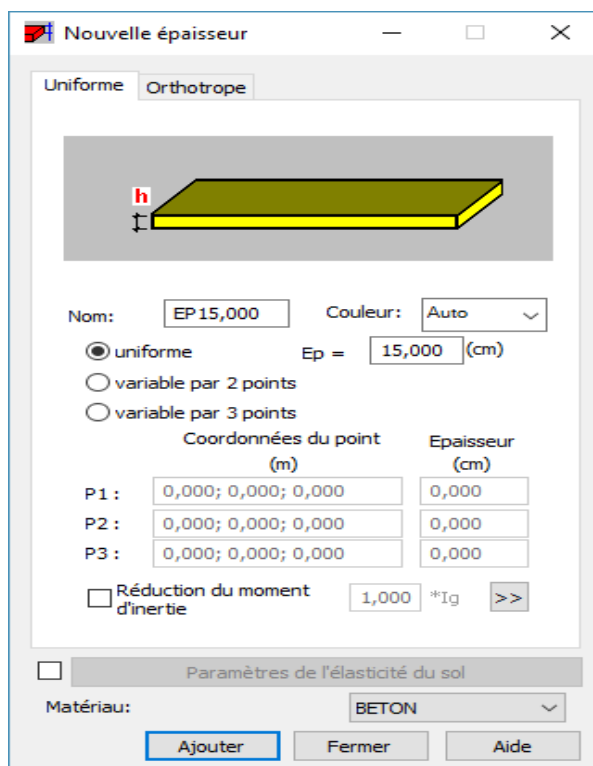 Nouvelle épaisseur
Uniforme Orthotrope
h
Nom: EP15,000 Couleur: Auto
uniforme Ep = 15,000 (cm)
variable par 2 points
variable par 3 points
Coordonnées du point Epaisseur
(m) (cm)
P1 : 0,000; 0,000; 0,000 0,000
P2 : 0,000; 0,000; 0,000 0,000
P3 : 0,000; 0,000; 0,000 0,000
Réduction du moment
d'inertie 1,000 *Ig >>
Paramètres de l'élasticité du sol
Matériau: BETON
Ajouter Fermer Aide